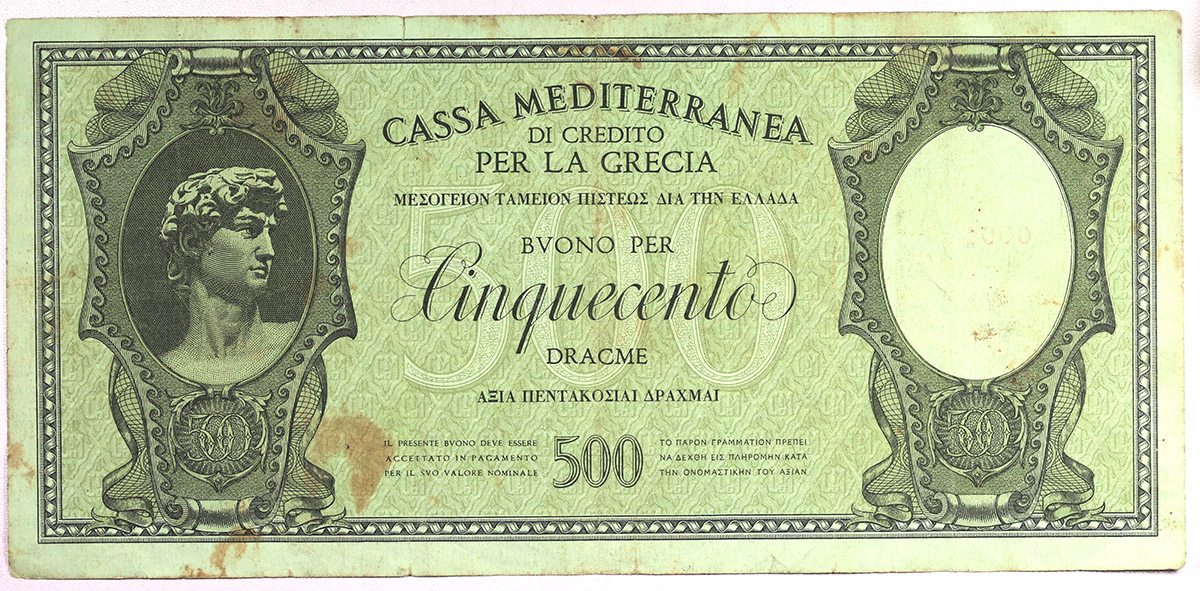 CASSA MEDITERRANEA
DI CREDITO
PER LA GRECIA
ΜΕΣΟΓΕΙΟΝ ΤΑΜΕΙΟΝ ΠΙΣΤΕΩΣ ΔΙΑ ΤΗΝ ΕΛΛΑΔΑ
500
BVONO PER
Cinquecento
DRACME
ΑΞΙΑ ΠΕΝΤΑΚΟΣΙΑΙ ΔΡΑΧΜΑΙ
IL PRESENTE BVONO DEVE ESSERE
ACCETTATO IN PAGAMENTO
PER IL SVO VALORE NOMINALE
500
ΤΟ ΠΑΡΟΝ ΓΡΑΜΜΑΤΙΟΝ ΠΡΕΠΕΙ
ΝΑ ΔΕΧΘΗ ΕΙΣ ΠΛΗΡΟΜΗΝ ΚΑΤΑ
ΤΗΝ ΟΝΟΜΑΣΤΙΚΗΝ ΤΟΥ ΑΞΙΑΝ
500
500